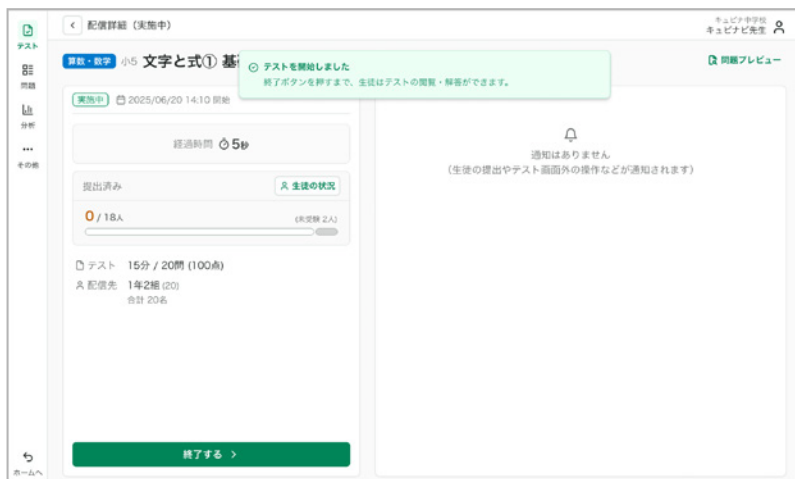 配信詳細（実施中）
キュビナ中学校
キュビナビ先生
テスト
問題
分析
その他
ホームへ
算数・数学 小5 文字と式① 基
問題プレビュー
テストを開始しました
終了ボタンを押すまで、生徒はテストの閲覧・解答ができます。
実施中 2025/06/20 14:10 開始
経過時間 5秒
提出済み
生徒の状況
0 / 18人
(未受験 2人)
テスト 15分 / 20問 (100点)
配信先 1年2組 (20)
合計 20名
終了する
通知はありません
(生徒の提出やテスト画面外の操作などが通知されます)